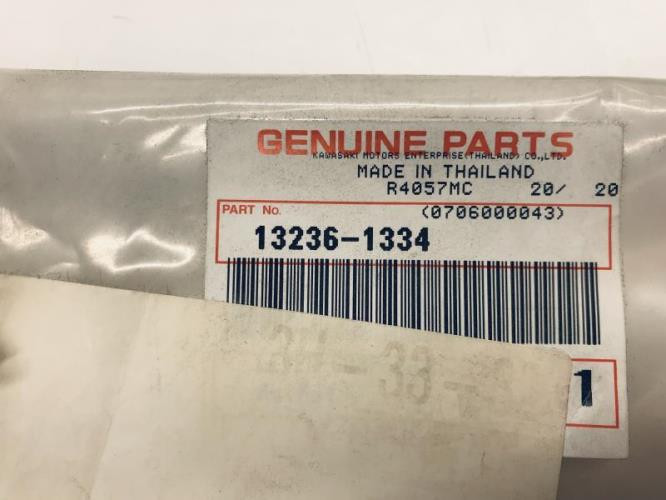 GENUINE PARTS
KAWASAKI MOTORS ENTERPRISE(THAILAND) CO.,LTD.
MADE IN THAILAND
R4057MC 20/ 20
PART No. (0706000043)
13236-1334
1